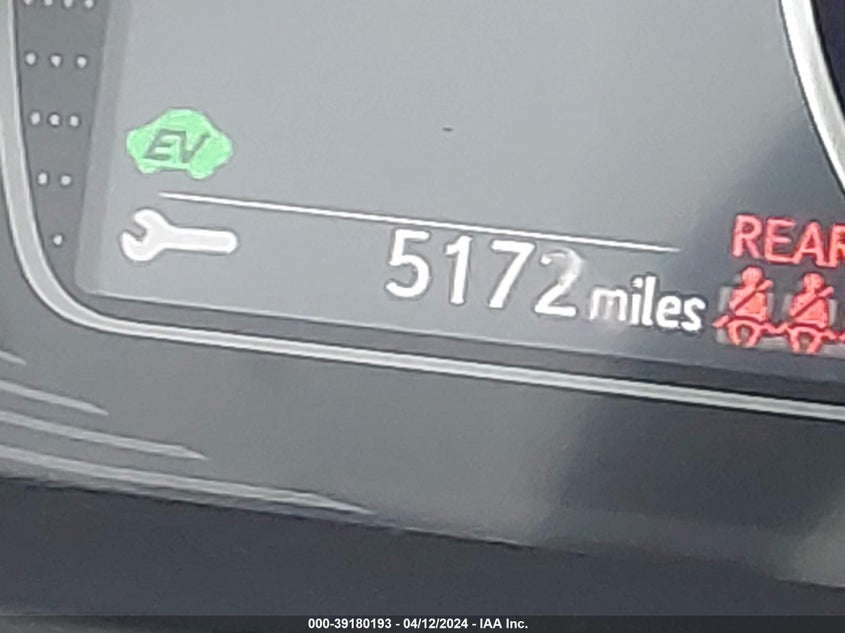 EV
REAR
5172 miles
000-39180193 - 04/12/2024 - IAA Inc.